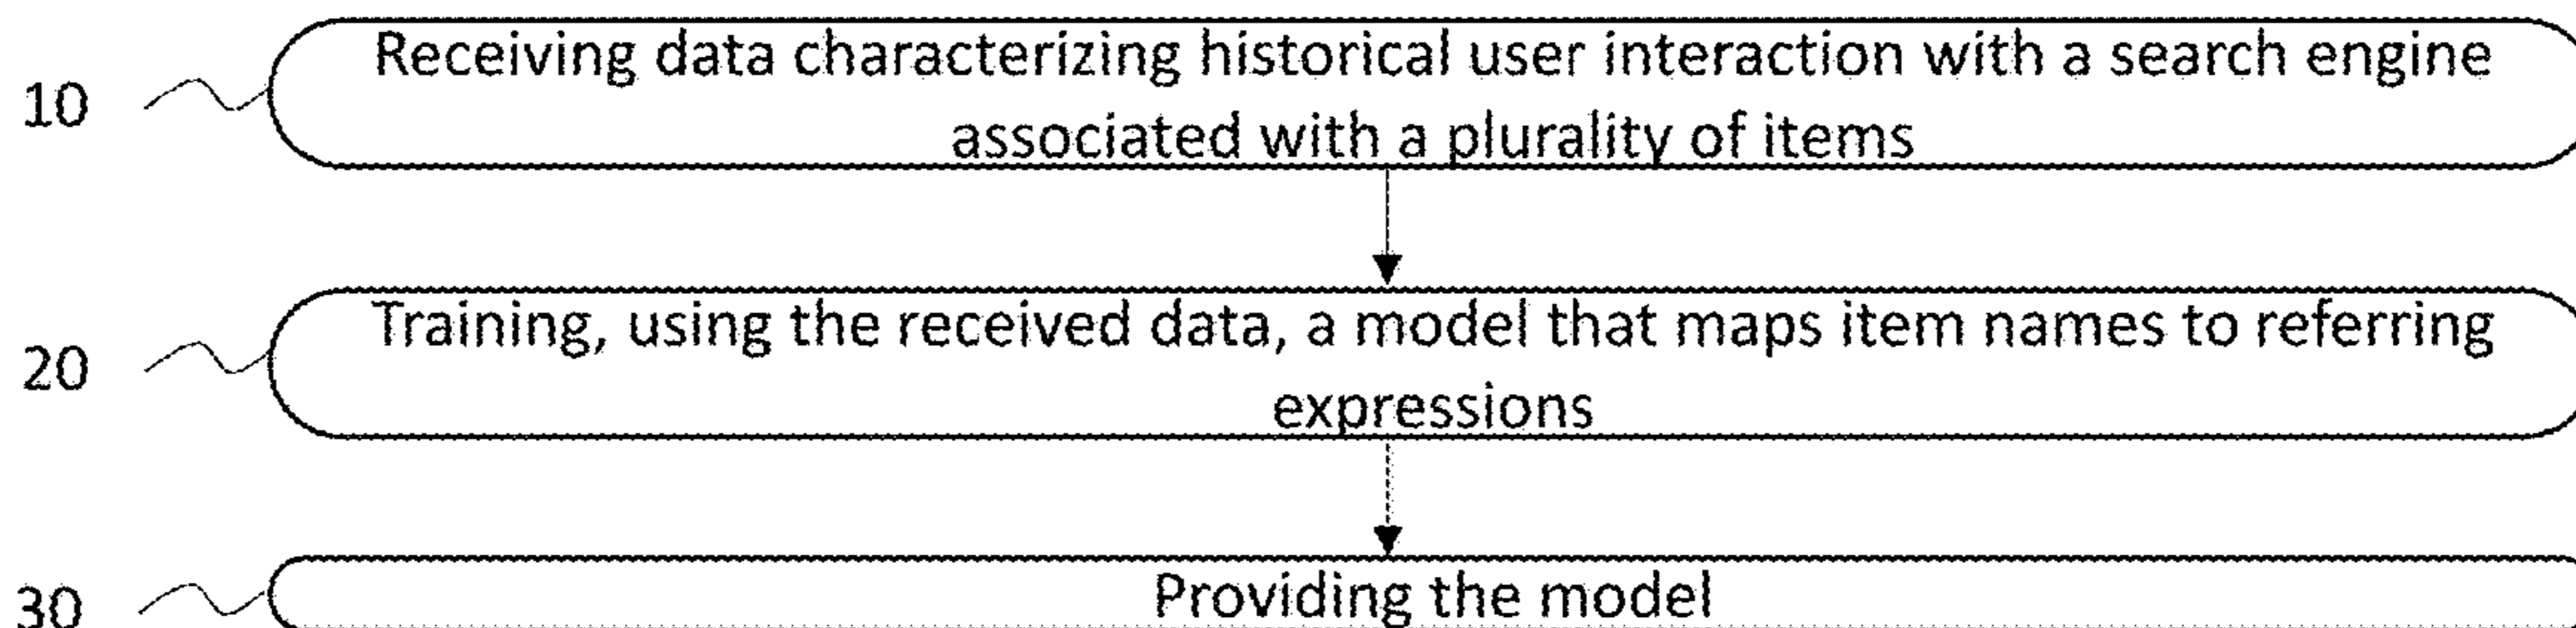 10
Receiving data characterizing historical user interaction with a search engine
associated with a plurality of items
20
Training, using the received data, a model that maps item names to referring
expressions
30
Providing the model